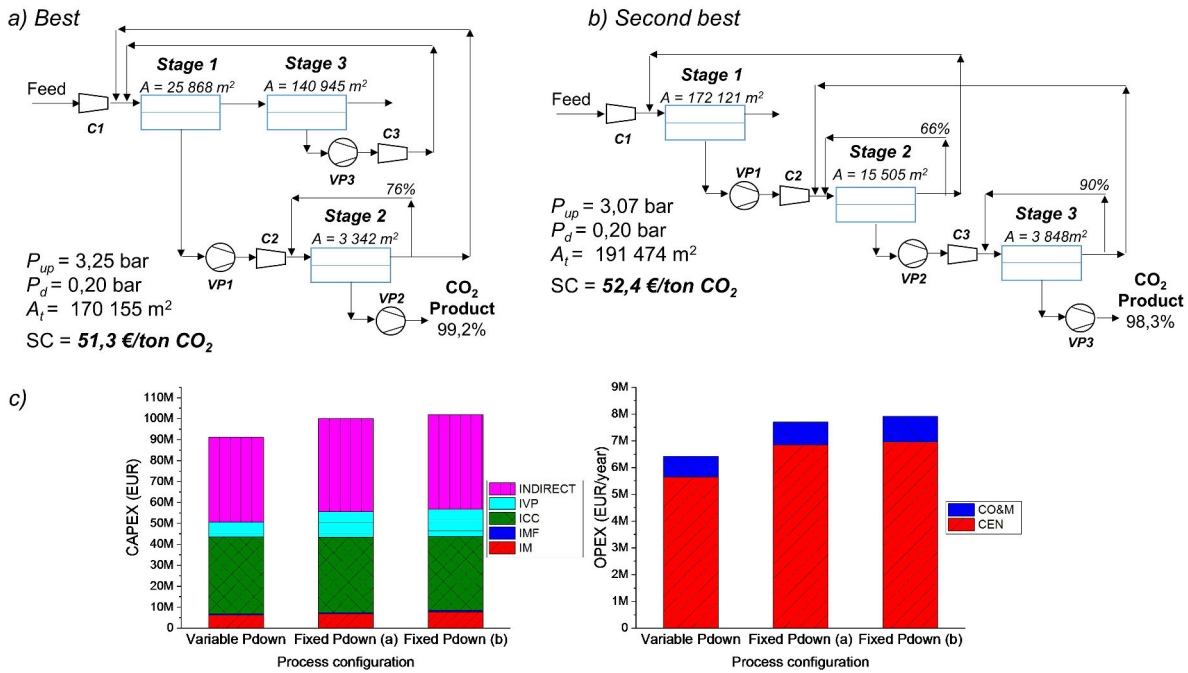 a) Best
Stage 1
A = 25 868 m²
Stage 3
A = 140 945 m²
Feed
C1
C3
VP3
76%
Stage 2
A = 3 342 m²
C2
VP1
VP2
CO₂
Product
99,2%
P_up = 3,25 bar
P_d = 0,20 bar
A_t = 170 155 m²
SC = 51,3 €/ton CO₂
b) Second best
Stage 1
A = 172 121 m²
Feed
C1
66%
Stage 2
A = 15 505 m²
VP1
C2
90%
Stage 3
A = 3 848m²
C3
VP2
VP3
CO₂
Product
98,3%
P_up = 3,07 bar
P_d = 0,20 bar
A_t = 191 474 m²
SC = 52,4 €/ton CO₂
c)
CAPEX (EUR)
110M
100M
90M
80M
70M
60M
50M
40M
30M
20M
10M
0
INDIRECT
IVP
ICC
IMF
IM
Variable Pdown Fixed Pdown (a) Fixed Pdown (b)
Process configuration
OPEX (EUR/year)
9M
8M
7M
6M
5M
4M
3M
2M
1M
0
CO&M
CEN
Variable Pdown Fixed Pdown (a) Fixed Pdown (b)
Process configuration